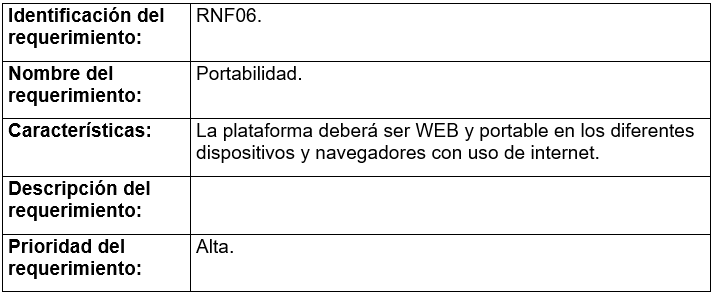 Identificación del
requerimiento:
RNF06.
Nombre del
requerimiento:
Portabilidad.
Características:
La plataforma deberá ser WEB y portable en los diferentes
dispositivos y navegadores con uso de internet.
Descripción del
requerimiento:
Prioridad del
requerimiento:
Alta.